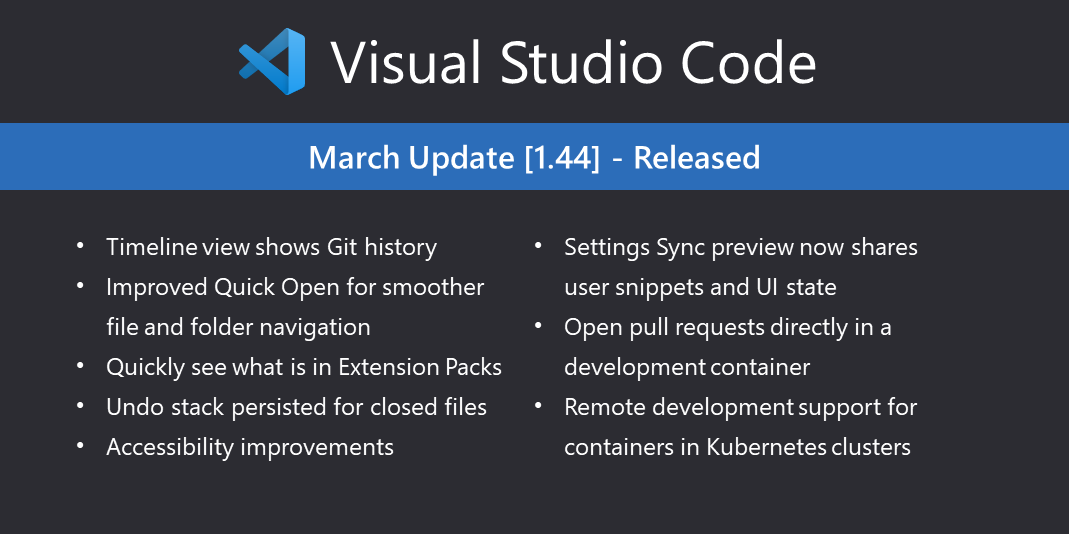 Visual Studio Code
March Update [1.44] - Released
• Timeline view shows Git history
• Improved Quick Open for smoother
file and folder navigation
• Quickly see what is in Extension Packs
• Undo stack persisted for closed files
• Accessibility improvements
• Settings Sync preview now shares
user snippets and UI state
• Open pull requests directly in a
development container
• Remote development support for
containers in Kubernetes clusters